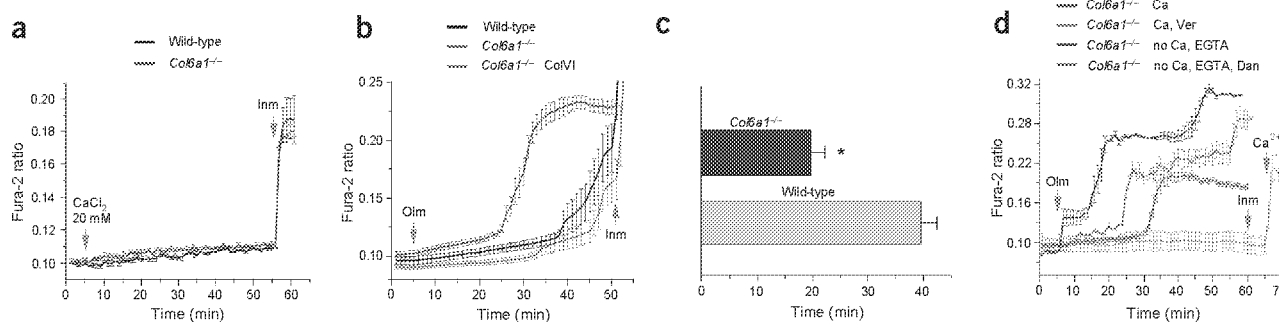 a
Wild-type
Col6a1–/–
Fura-2 ratio
0.20
0.18
0.16
0.14
0.12
0.10
CaCl2
20 mM
Inm
0 10 20 30 40 50 60
Time (min)
b
Wild-type
Col6a1–/–
Col6a1–/– ColVI
Fura-2 ratio
0.25
0.20
0.15
0.10
Olm
Inm
0 10 20 30 40 50 60
Time (min)
c
Col6a1–/–
*
Wild-type
0 10 20 30 40
Time (min)
d
Col6a1–/– Ca
Col6a1–/– Ca, Ver
Col6a1–/– no Ca, EGTA
Col6a1–/– no Ca, EGTA, Dan
Fura-2 ratio
0.32
0.28
0.22
0.16
0.10
Olm
Ca
Inm
0 10 20 30 40 50 60 7
Time (min)